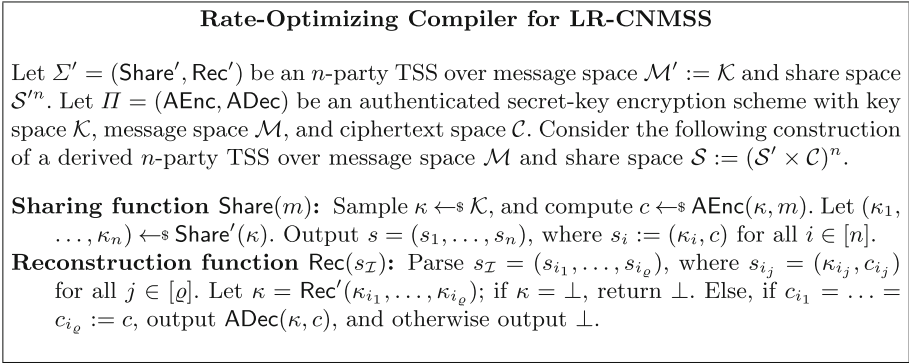 Rate-Optimizing Compiler for LR-CNMSS
Let Σ′ = (Share′, Rec′) be an n-party TSS over message space M′ := K and share space
S′ⁿ. Let Π = (AEnc, ADec) be an authenticated secret-key encryption scheme with key
space K, message space M, and ciphertext space C. Consider the following construction
of a derived n-party TSS over message space M and share space S := (S′ × C)ⁿ.
Sharing function Share(m): Sample κ ←$ K, and compute c ←$ AEnc(κ, m). Let (κ₁,
…, κₙ) ←$ Share′(κ). Output s = (s₁, …, sₙ), where sᵢ := (κᵢ, c) for all i ∈ [n].
Reconstruction function Rec(s_I): Parse s_I = (s_{i₁}, …, s_{i_ϱ}), where s_{i_j} = (κ_{i_j}, c_{i_j})
for all j ∈ [ϱ]. Let κ = Rec′(κ_{i₁}, …, κ_{i_ϱ}); if κ = ⊥, return ⊥. Else, if c_{i₁} = … =
c_{i_ϱ} := c, output ADec(κ, c), and otherwise output ⊥.